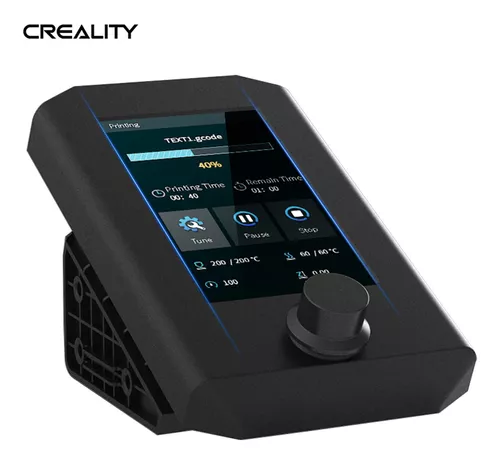 CREALITY
Printing
TEXT1.gcode
40%
Printing Time
00: 40
Remain Time
01: 00
Tune
Pause
Stop
200 / 200°C
60 / 60°C
100
0.00